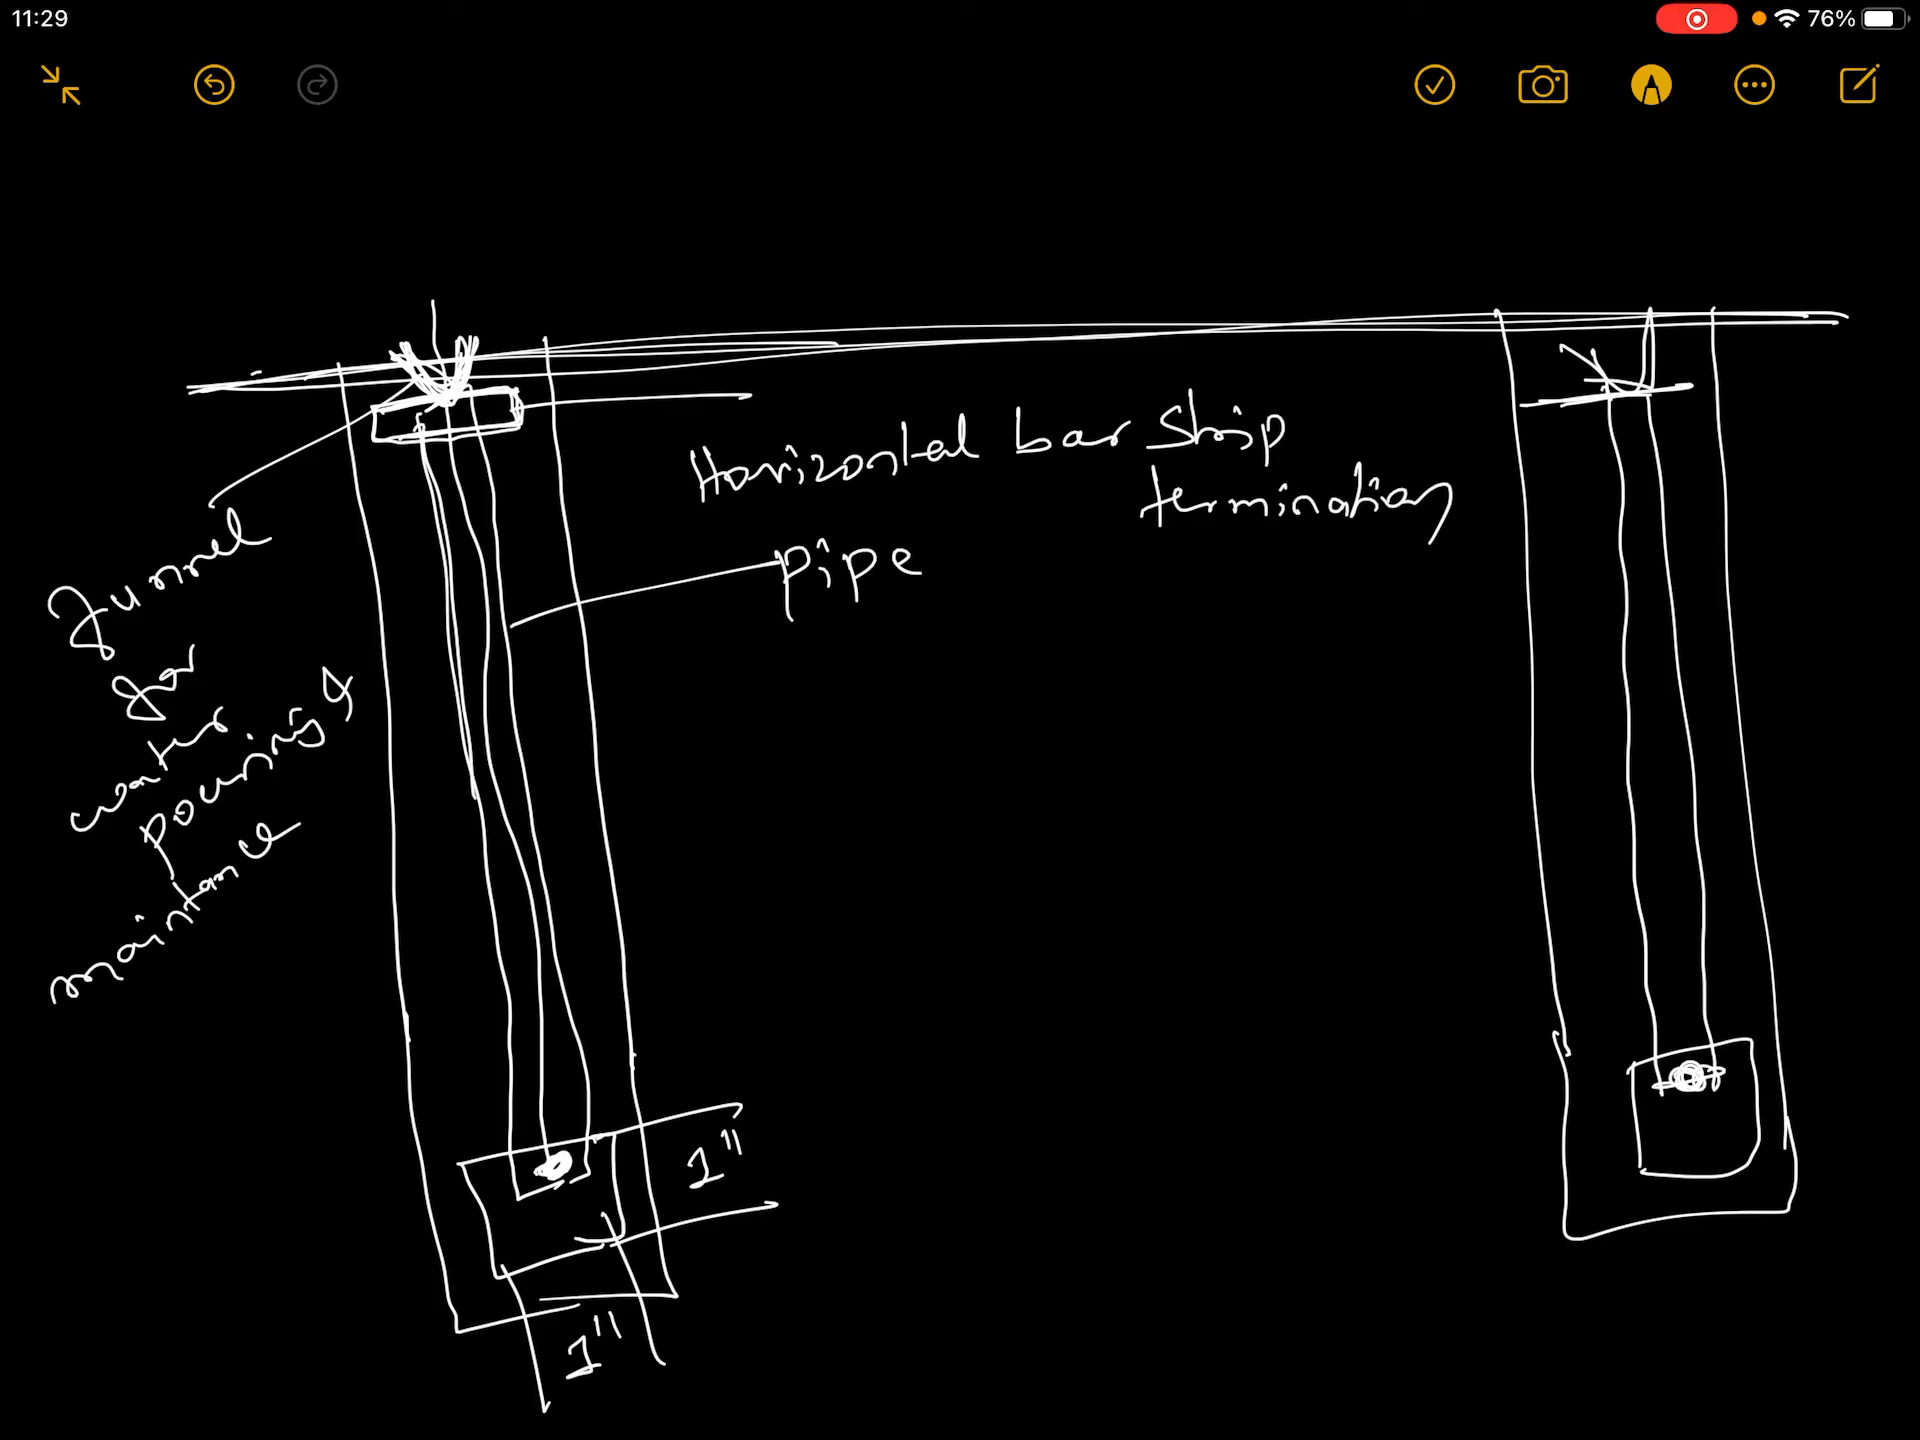 11:29
76%
Horizontal bar strip
termination
pipe
funnel
for
water
pouring &
maintance
1"
1"